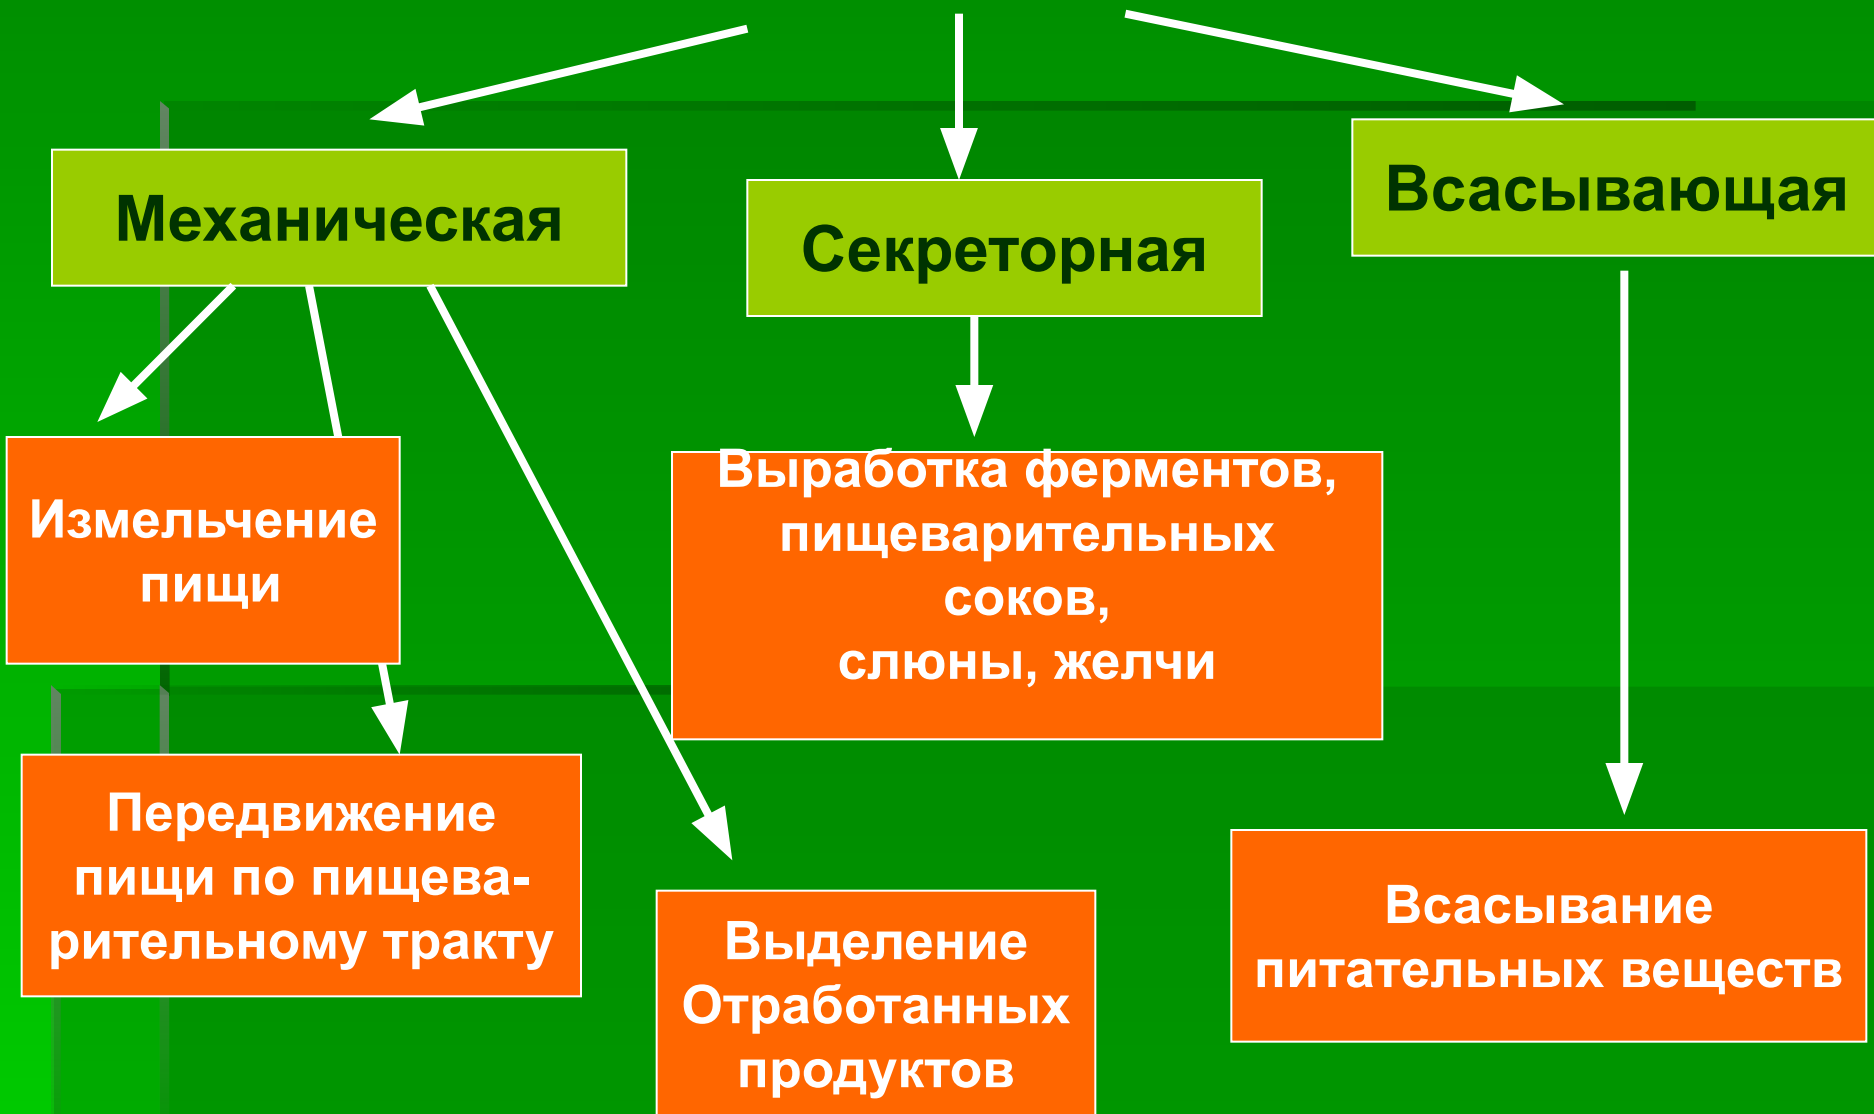 Механическая
Секреторная
Всасывающая
Измельчение
пищи
Выработка ферментов,
пищеварительных
соков,
слюны, желчи
Передвижение
пищи по пищева-
рительному тракту
Выделение
Отработанных
продуктов
Всасывание
питательных веществ